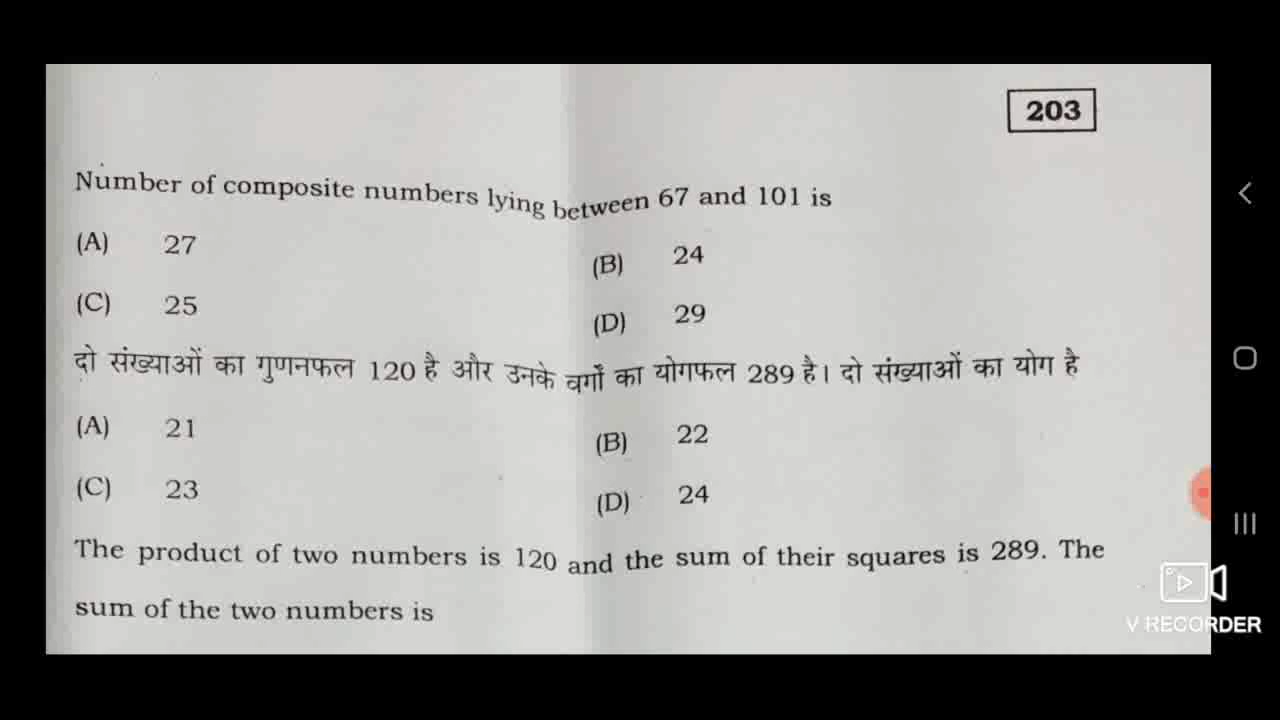 203
Number of composite numbers lying between 67 and 101 is
(A) 27 (B) 24
(C) 25 (D) 29
दो संख्याओं का गुणनफल 120 है और उनके वर्गों का योगफल 289 है। दो संख्याओं का योग है
(A) 21 (B) 22
(C) 23 (D) 24
The product of two numbers is 120 and the sum of their squares is 289. The
sum of the two numbers is
V RECORDER